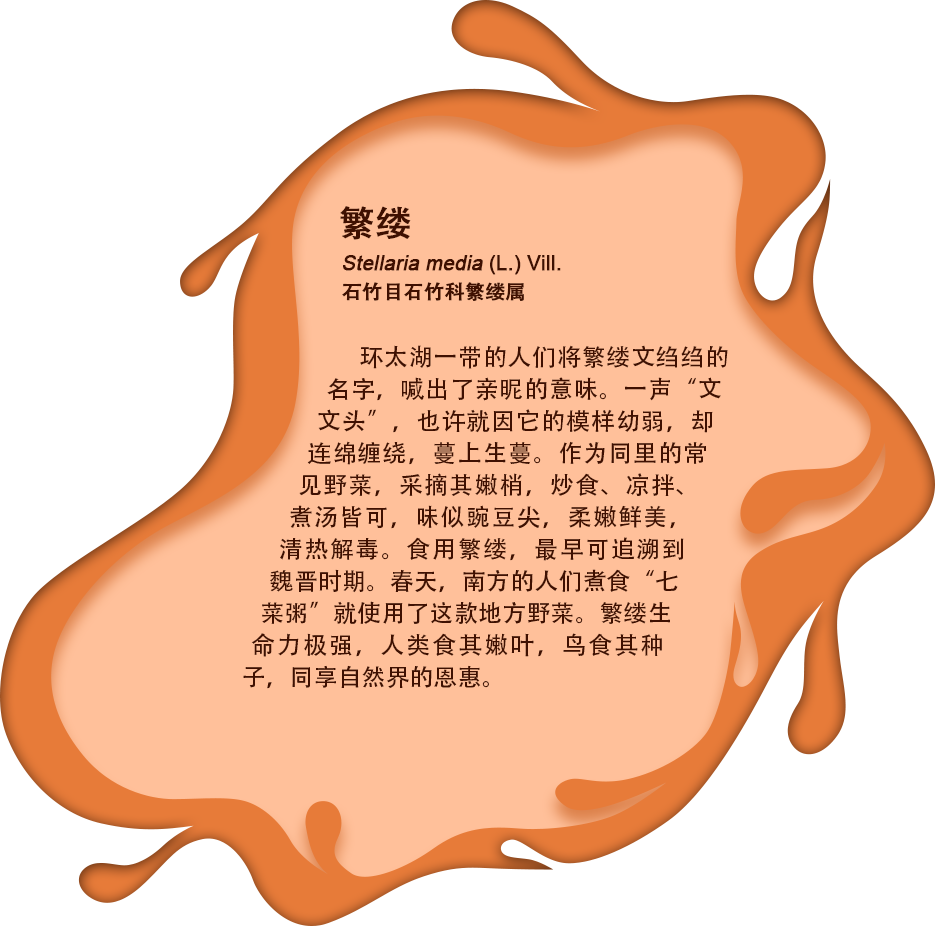 繁缕
Stellaria media (L.) Vill.
石竹目石竹科繁缕属
环太湖一带的人们将繁缕文绉绉的
名字，喊出了亲昵的意味。一声“文
文头”，也许就因它的模样幼弱，却
连绵缠绕，蔓上生蔓。作为同里的常
见野菜，采摘其嫩梢，炒食、凉拌、
煮汤皆可，味似豌豆尖，柔嫩鲜美，
清热解毒。食用繁缕，最早可追溯到
魏晋时期。春天，南方的人们煮食“七
菜粥”就使用了这款地方野菜。繁缕生
命力极强，人类食其嫩叶，鸟食其种
子，同享自然界的恩惠。